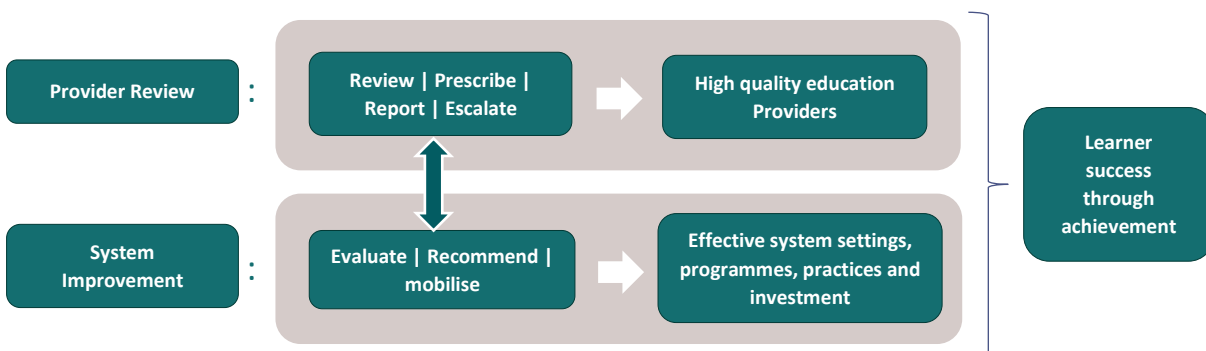 Provider Review
:
Review | Prescribe |
Report | Escalate
High quality education
Providers
System
Improvement
:
Evaluate | Recommend |
mobilise
Effective system settings,
programmes, practices and
investment
Learner
success
through
achievement